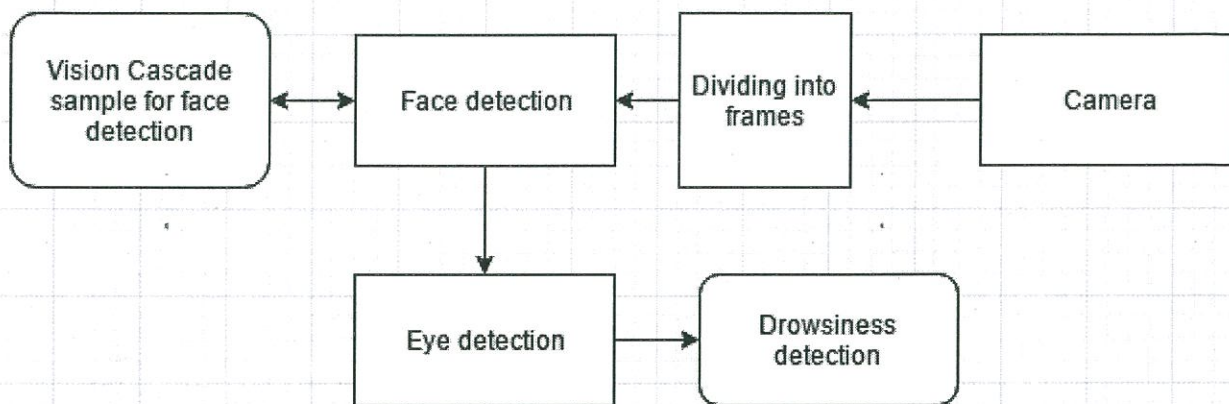 Vision Cascade
sample for face
detection
Face detection
Dividing into
frames
Camera
Eye detection
Drowsiness
detection